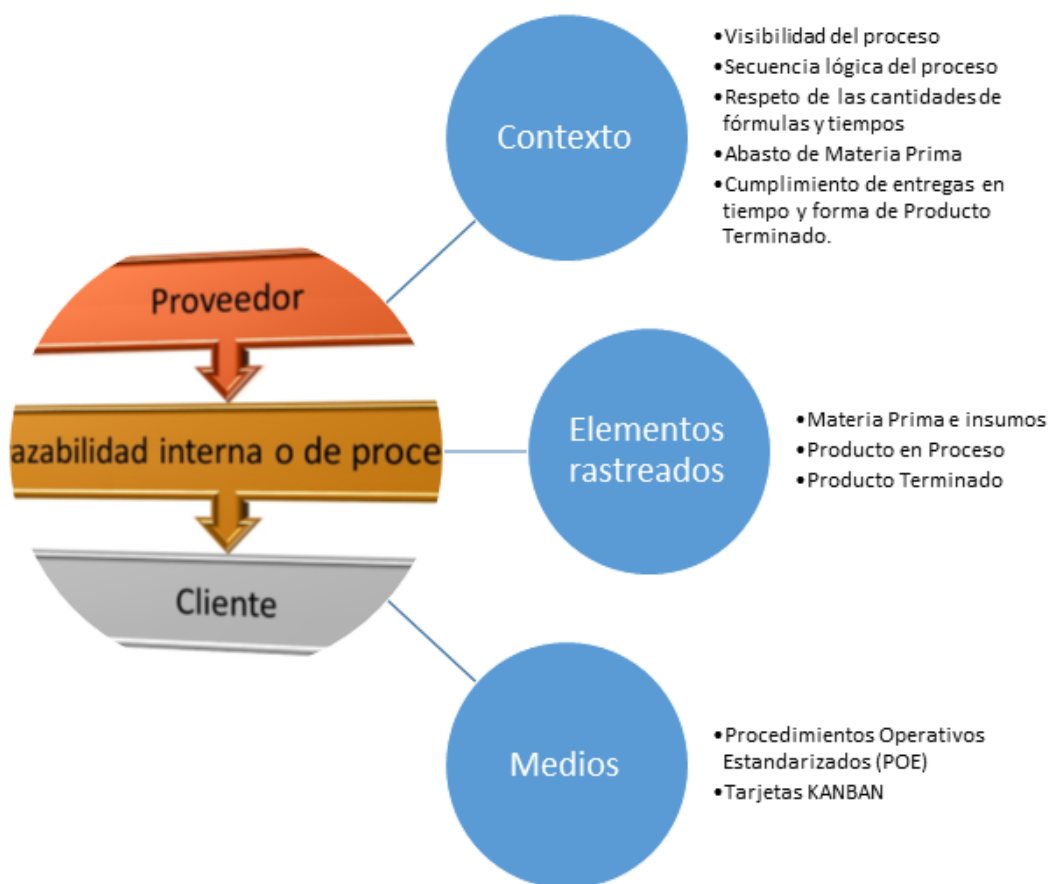 Proveedor
azabilidad interna o de proce
Cliente
Contexto
•Visibilidad del proceso
•Secuencia lógica del proceso
•Respeto de las cantidades de
fórmulas y tiempos
•Abasto de Materia Prima
•Cumplimiento de entregas en
tiempo y forma de Producto
Terminado.
Elementos
rastreados
•Materia Prima e insumos
•Producto en Proceso
•Producto Terminado
Medios
•Procedimientos Operativos
Estandarizados (POE)
•Tarjetas KANBAN